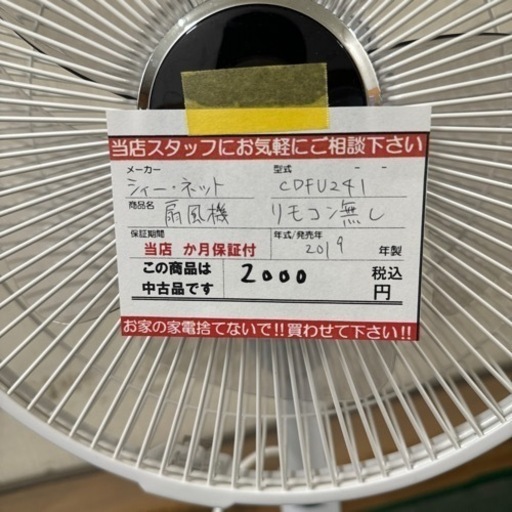 当店スタッフにお気軽にご相談下さい
メーカー 型式
シィー・ネット CDFU241
商品名
扇風機 リモコン無し
保証期間 年式/発売年
当店 か月保証付 2019 年製
この商品は 中古品です 2000 税込 円
お家の家電捨てないで!!買わせて下さい!!